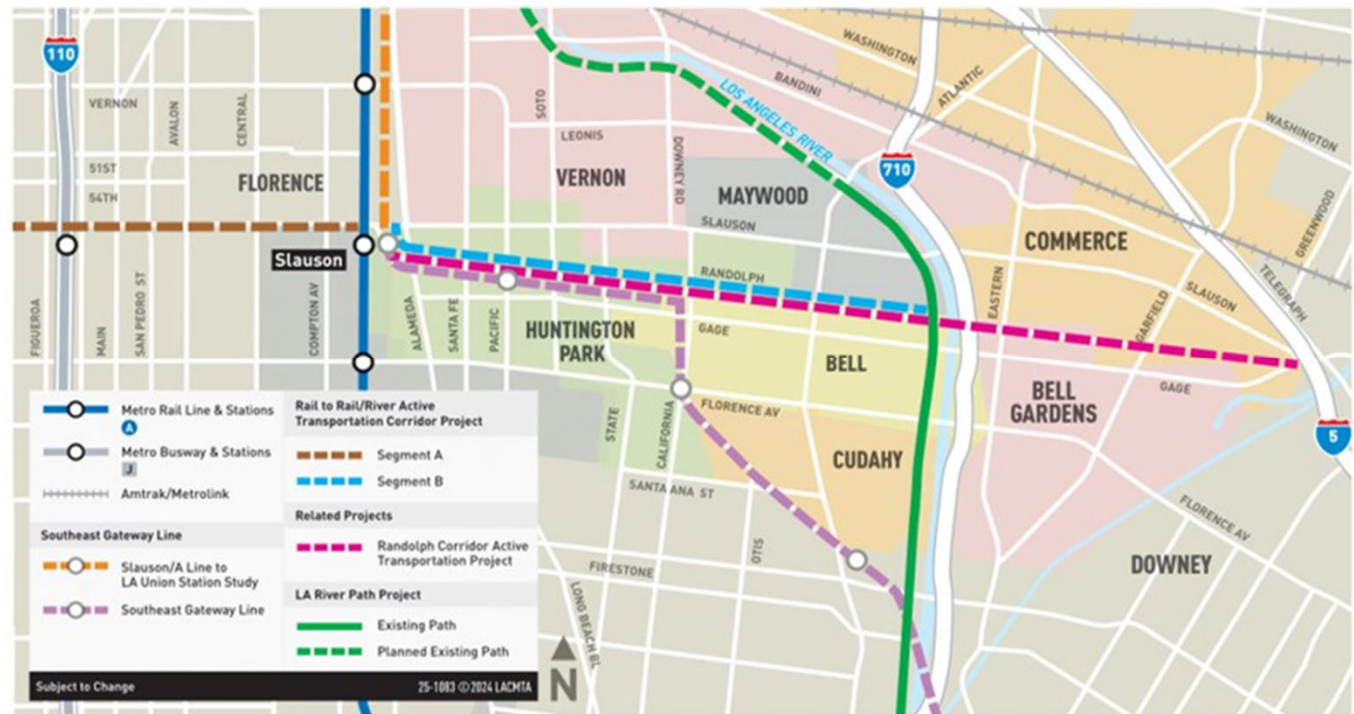 110
VERNON
AVALON
CENTRAL
51ST
54TH
FLORENCE
SOTO
LEONIS
VERNON
DOWNEY RD
LOS ANGELES RIVER
BANDINI
WASHINGTON
ATLANTIC
710
MAYWOOD
SLAUSON
WASHINGTON
GREENWOOD
COMMERCE
Slauson
RANDOLPH
EASTERN
GARFIELD
SLAUSON
TELEGRAPH
FIGUEROA
MAIN
SAN PEDRO ST
COMPTON AV
ALAMEDA
SANTA FE
PACIFIC
HUNTINGTON
PARK
GAGE
BELL
BELL
GARDENS
GAGE
5
STATE
CALIFORNIA
FLORENCE AV
CUDAHY
SANTA ANA ST
OTIS
FIRESTONE
LONG BEACH BL
FLORENCE AV
DOWNEY
Metro Rail Line & Stations
A
Metro Busway & Stations
J
Amtrak/Metrolink
Southeast Gateway Line
Slauson/A Line to
LA Union Station Study
Southeast Gateway Line
Rail to Rail/River Active
Transportation Corridor Project
Segment A
Segment B
Related Projects
Randolph Corridor Active
Transportation Project
LA River Path Project
Existing Path
Planned Existing Path
Subject to Change
25-1083 ©2024 LACMTA
N